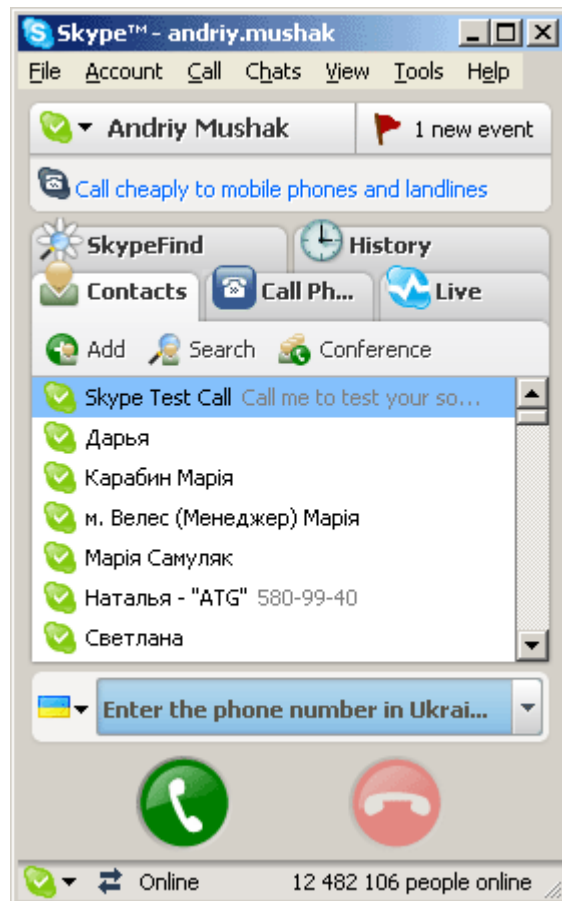 Skype™ - andriy.mushak
File Account Call Chats View Tools Help
Andriy Mushak 1 new event
Call cheaply to mobile phones and landlines
SkypeFind History
Contacts Call Ph... Live
Add Search Conference
Skype Test Call Call me to test your so...
Дарья
Карабин Марія
м. Велес (Менеджер) Марія
Марія Самуляк
Наталья - "ATG" 580-99-40
Светлана
Enter the phone number in Ukrai...
Online 12 482 106 people online